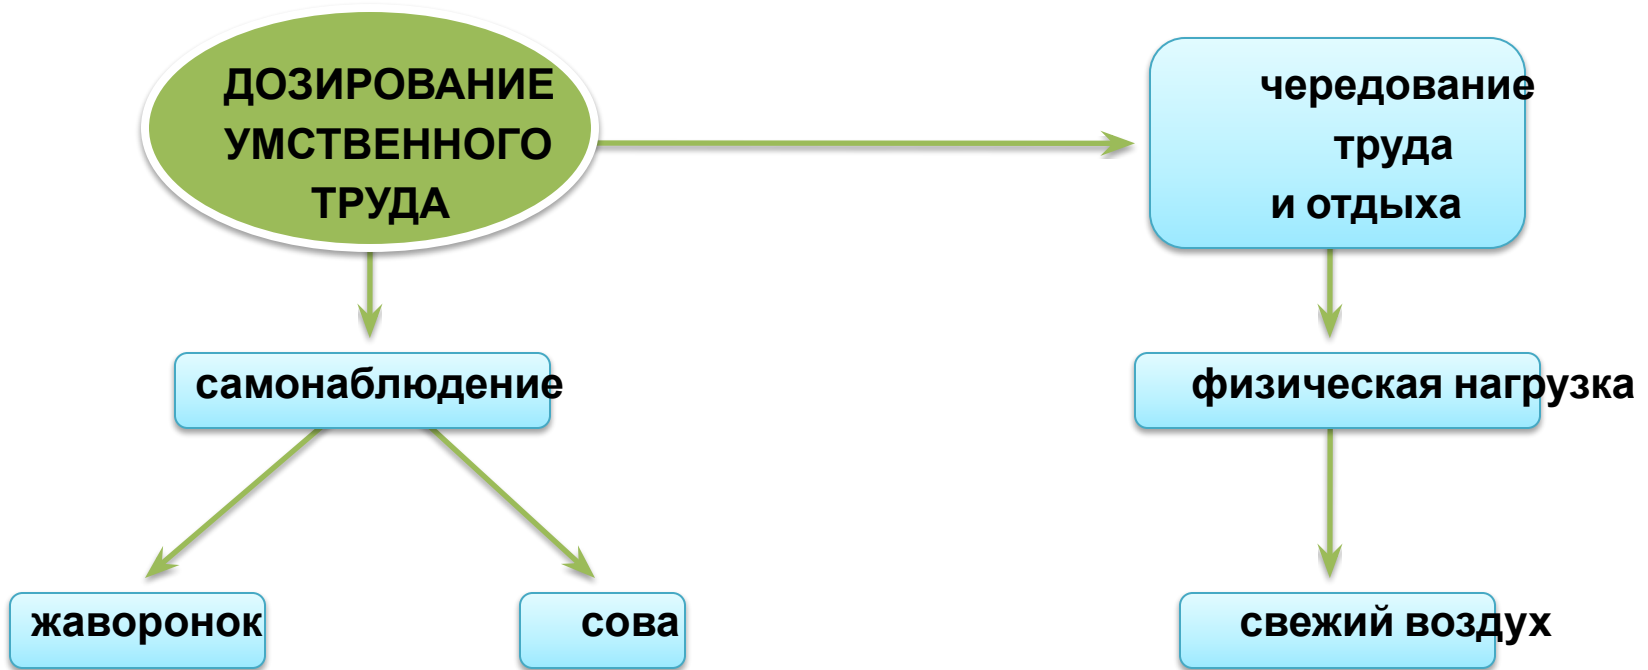 ДОЗИРОВАНИЕ
УМСТВЕННОГО
ТРУДА
чередование
труда
и отдыха
самонаблюдение
физическая нагрузка
жаворонок
сова
свежий воздух